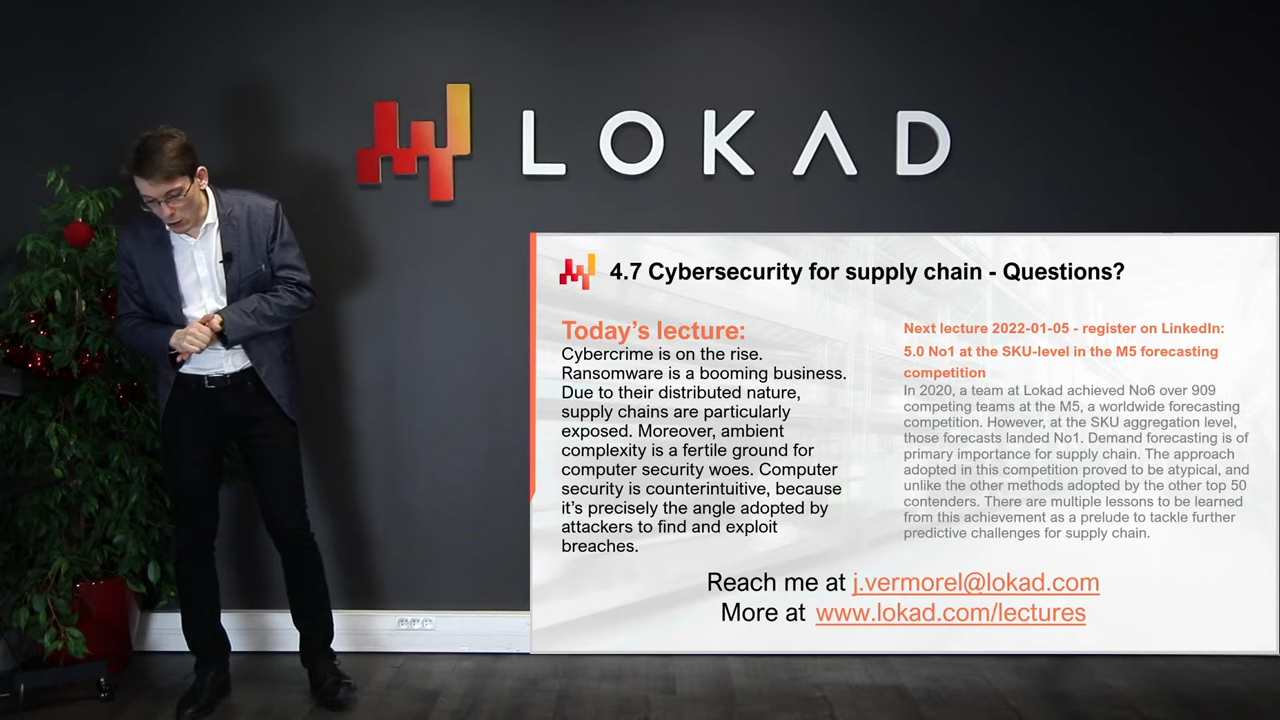 LOKAD
4.7 Cybersecurity for supply chain - Questions?
Today's lecture:
Cybercrime is on the rise.
Ransomware is a booming business.
Due to their distributed nature,
supply chains are particularly
exposed. Moreover, ambient
complexity is a fertile ground for
computer security woes. Computer
security is counterintuitive, because
it's precisely the angle adopted by
attackers to find and exploit
breaches.
Next lecture 2022-01-05 - register on LinkedIn:
5.0 No1 at the SKU-level in the M5 forecasting
competition
In 2020, a team at Lokad achieved No6 over 909
competing teams at the M5, a worldwide forecasting
competition. However, at the SKU aggregation level,
those forecasts landed No1. Demand forecasting is of
primary importance for supply chain. The approach
adopted in this competition proved to be atypical, and
unlike the other methods adopted by the other top 50
contenders. There are multiple lessons to be learned
from this achievement as a prelude to tackle further
predictive challenges for supply chain.
Reach me at j.vermorel@lokad.com
More at www.lokad.com/lectures